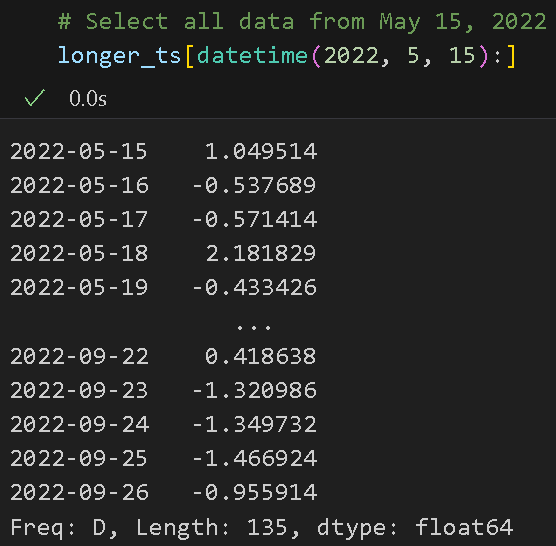 # Select all data from May 15, 2022
longer_ts[datetime(2022, 5, 15):]
0.0s
2022-05-15    1.049514
2022-05-16   -0.537689
2022-05-17   -0.571414
2022-05-18    2.181829
2022-05-19   -0.433426
                ...
2022-09-22    0.418638
2022-09-23   -1.320986
2022-09-24   -1.349732
2022-09-25   -1.466924
2022-09-26   -0.955914
Freq: D, Length: 135, dtype: float64